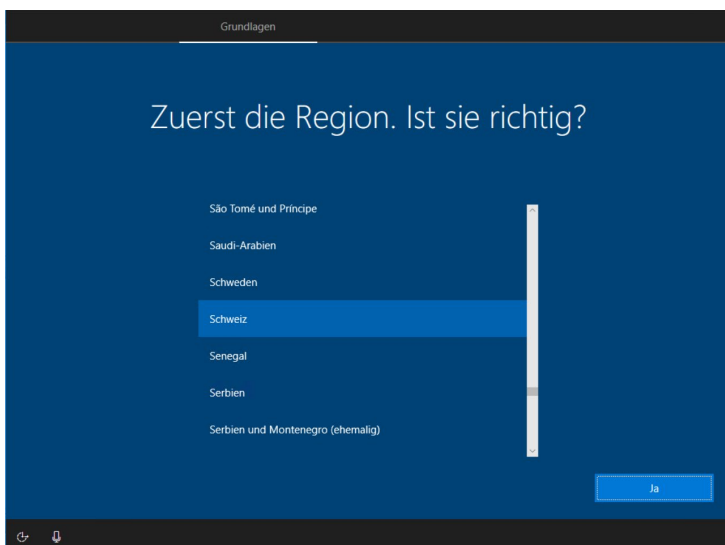 Grundlagen
Zuerst die Region. Ist sie richtig?
São Tomé und Príncipe
Saudi-Arabien
Schweden
Schweiz
Senegal
Serbien
Serbien und Montenegro (ehemalig)
Ja